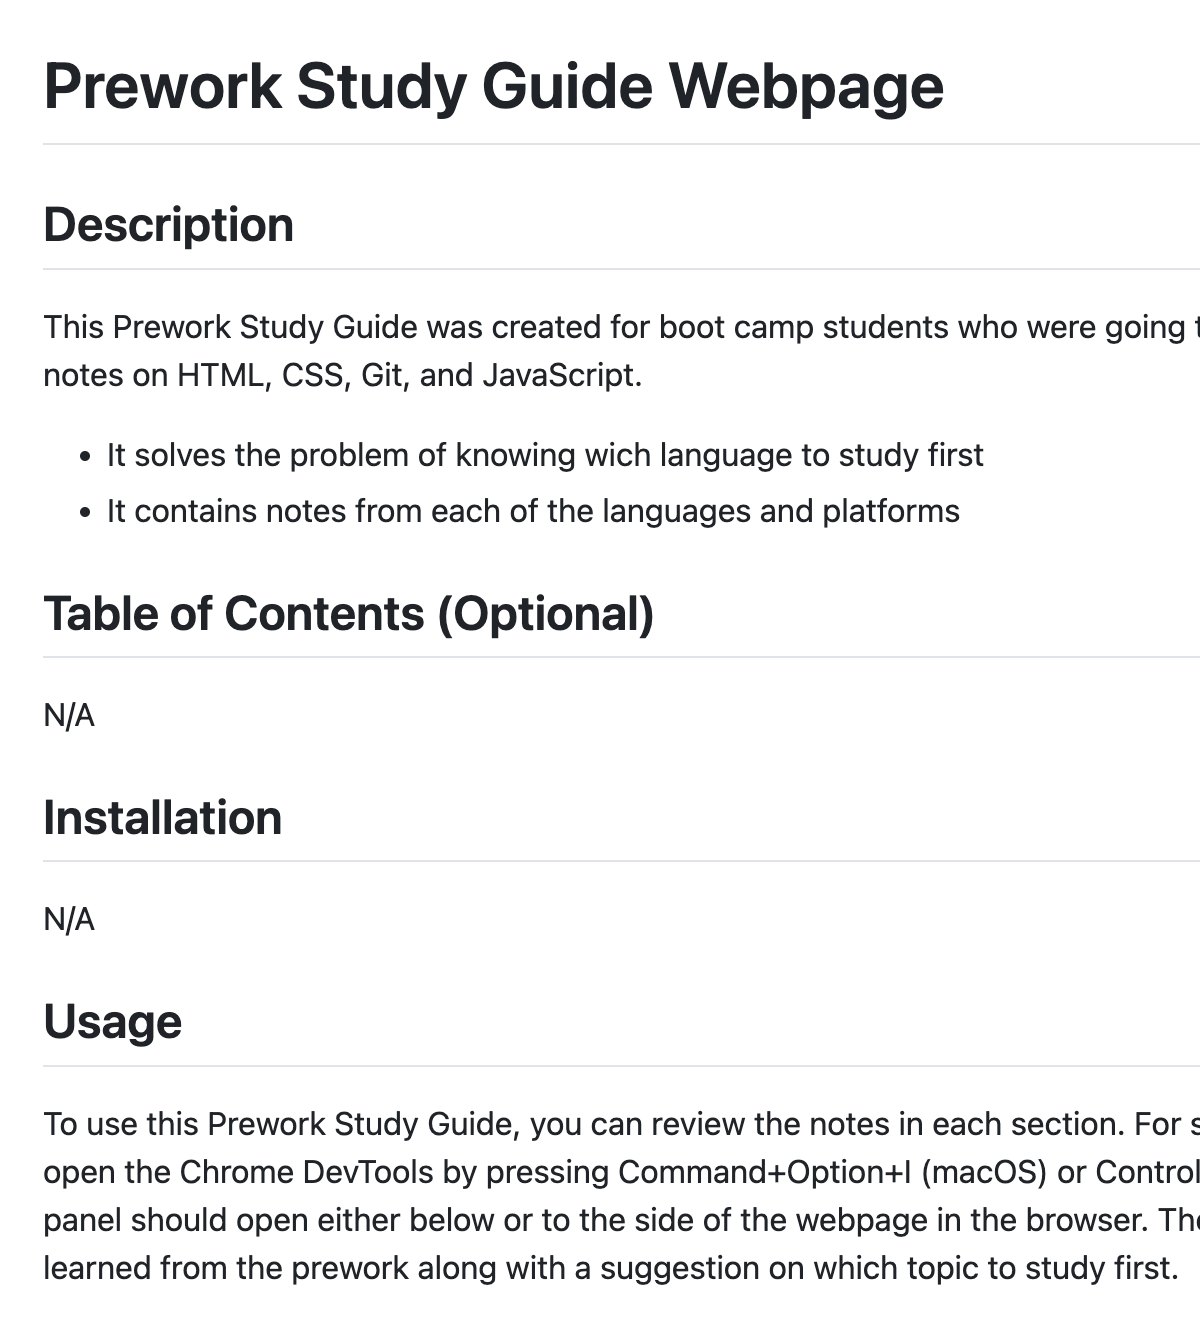 Prework Study Guide Webpage
Description
This Prework Study Guide was created for boot camp students who were going
notes on HTML, CSS, Git, and JavaScript.
• It solves the problem of knowing wich language to study first
• It contains notes from each of the languages and platforms
Table of Contents (Optional)
N/A
Installation
N/A
Usage
To use this Prework Study Guide, you can review the notes in each section. For
open the Chrome DevTools by pressing Command+Option+I (macOS) or Control
panel should open either below or to the side of the webpage in the browser.
learned from the prework along with a suggestion on which topic to study first.